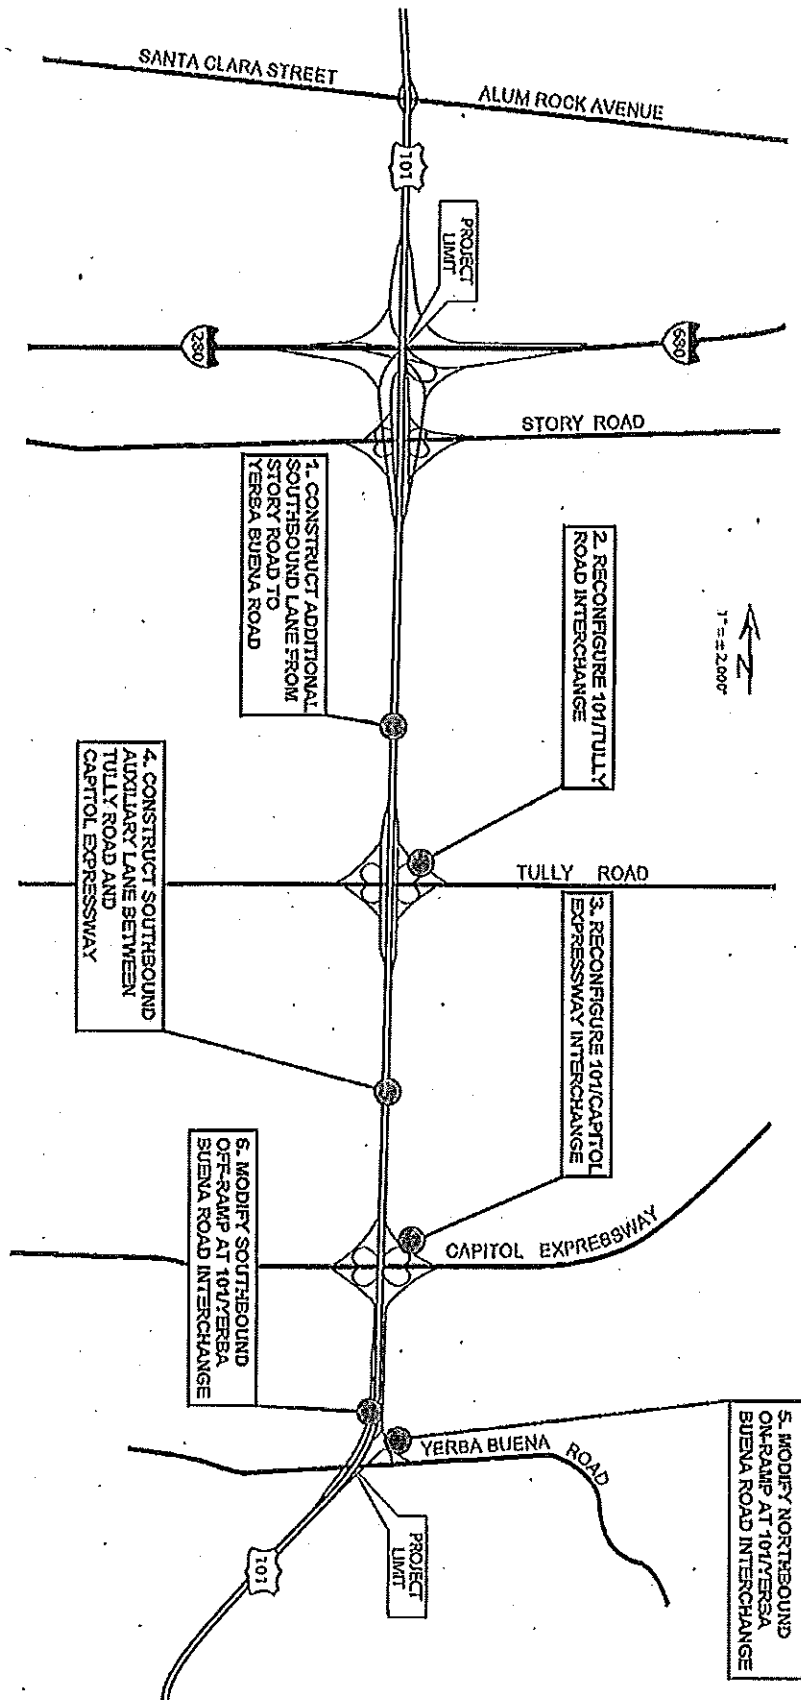 SANTA CLARA STREET
ALUM ROCK AVENUE
101
PROJECT
LIMIT
280
680
STORY ROAD
1. CONSTRUCT ADDITIONAL
SOUTHBOUND LANE FROM
STORY ROAD TO
YERBA BUENA ROAD
2. RECONFIGURE 101/TULLY
ROAD INTERCHANGE
N
1"=±2,000'
4. CONSTRUCT SOUTHBOUND
AUXILIARY LANE BETWEEN
TULLY ROAD AND
CAPITOL EXPRESSWAY
TULLY ROAD
3. RECONFIGURE 101/CAPITOL
EXPRESSWAY INTERCHANGE
CAPITOL EXPRESSWAY
6. MODIFY SOUTHBOUND
OFF-RAMP AT 101/YERBA
BUENA ROAD INTERCHANGE
5. MODIFY NORTHBOUND
ON-RAMP AT 101/YERBA
BUENA ROAD INTERCHANGE
YERBA BUENA ROAD
PROJECT
LIMIT
101